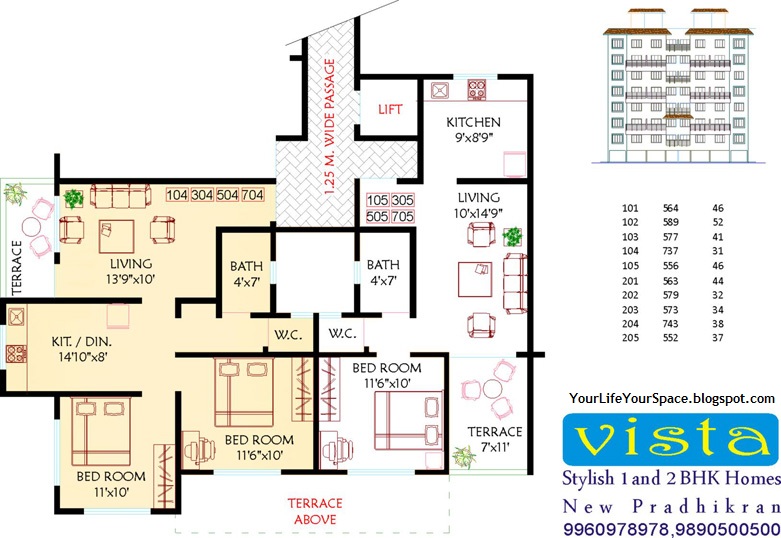 1.25 M. WIDE PASSAGE
LIFT
KITCHEN
9'x8'9"
104 304 504 704
105 305
505 705
LIVING
10'x14'9"
TERRACE
LIVING
13'9"x10'
BATH
4'x7'
BATH
4'x7'
KIT. / DIN.
14'10"x8'
W.C.
W.C.
BED ROOM
11'6"x10'
BED ROOM
11'6"x10'
BED ROOM
11'x10'
TERRACE
7'x11'
TERRACE
ABOVE
101 564 46
102 589 52
103 577 41
104 737 31
105 556 46
201 563 44
202 579 32
203 573 34
204 743 38
205 552 37
YourLifeYourSpace.blogspot.com
vista
Stylish 1 and 2 BHK Homes
New Pradhikran
9960978978,9890500500